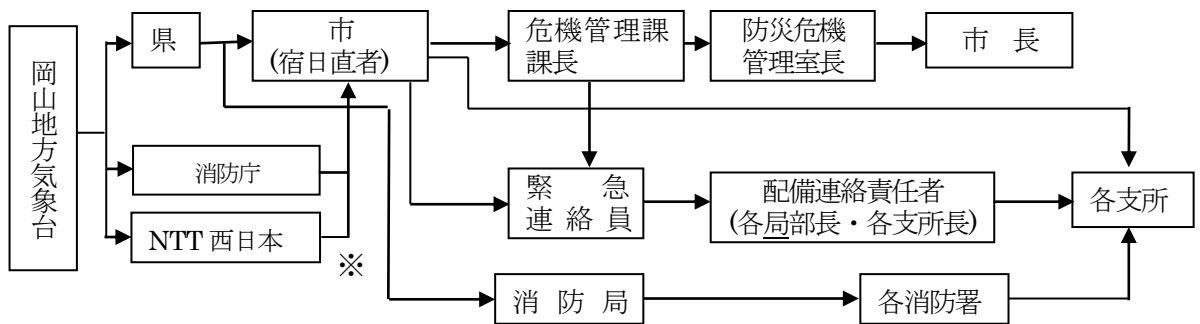 岡山地方気象台
県
市
(宿日直者)
危機管理課
課長
防災危機
管理室長
市 長
消防庁
NTT 西日本
※
緊 急
連 絡 員
配備連絡責任者
(各局部長・各支所長)
各支所
消 防 局
各消防署